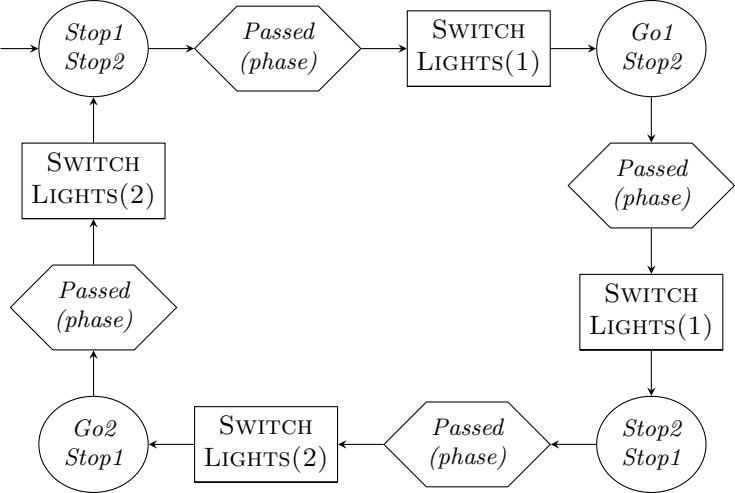 Stop1
Stop2
Passed
(phase)
SWITCH
LIGHTS(1)
Go1
Stop2
Passed
(phase)
SWITCH
LIGHTS(1)
Stop2
Stop1
Passed
(phase)
SWITCH
LIGHTS(2)
Go2
Stop1
Passed
(phase)
SWITCH
LIGHTS(2)